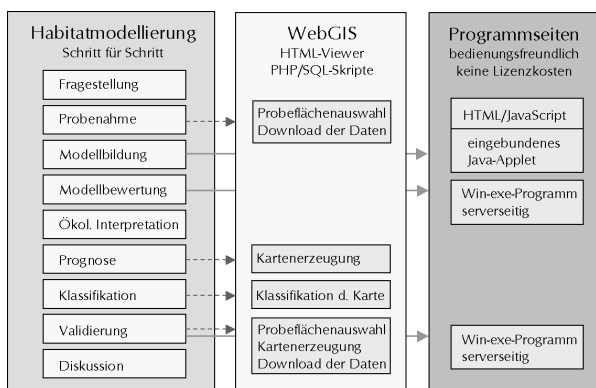 Habitatmodellierung
Schritt für Schritt
Fragestellung
Probenahme
Modellbildung
Modellbewertung
Ökol. Interpretation
Prognose
Klassifikation
Validierung
Diskussion
WebGIS
HTML-Viewer
PHP/SQL-Skripte
Probeflächenauswahl
Download der Daten
Kartenerzeugung
Klassifikation d. Karte
Probeflächenauswahl
Kartenerzeugung
Download der Daten
Programmseiten
bedienungsfreundlich
keine Lizenzkosten
HTML/JavaScript
eingebundenes
Java-Applet
Win-exe-Programm
serverseitig
Win-exe-Programm
serverseitig